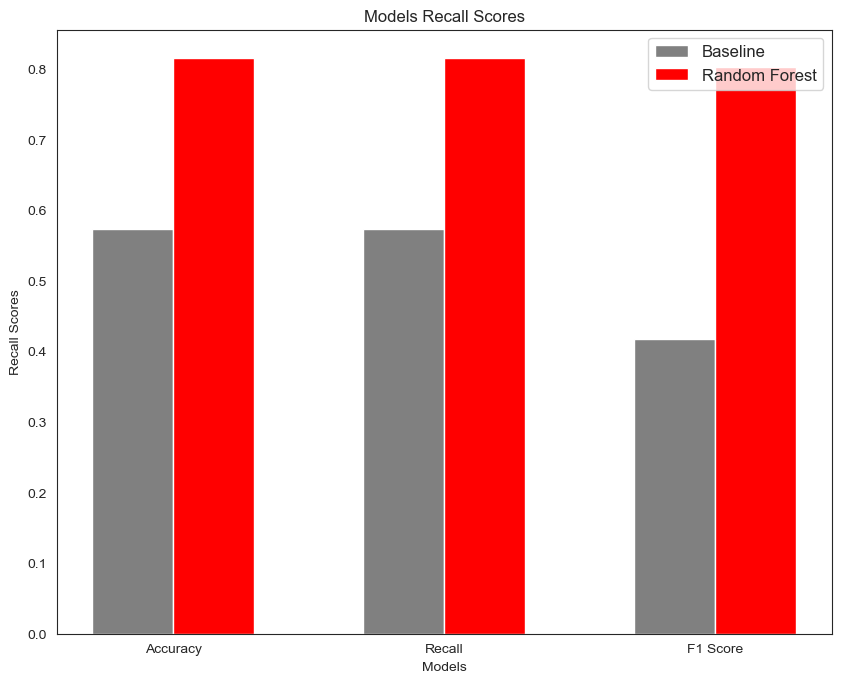 Models Recall Scores
Baseline
Random Forest
Recall Scores
0.8
0.7
0.6
0.5
0.4
0.3
0.2
0.1
0.0
Accuracy
Recall
F1 Score
Models